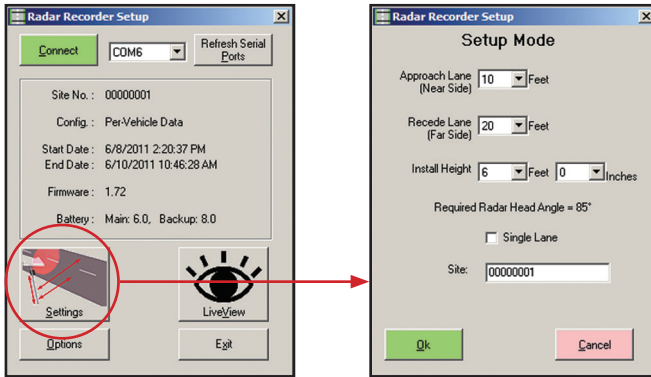 Radar Recorder Setup
Connect
COM6
Refresh Serial
Ports
Site No. : 00000001
Config. : Per-Vehicle Data
Start Date : 6/8/2011 2:20:37 PM
End Date : 6/10/2011 10:46:28 AM
Firmware : 1.72
Battery : Main: 6.0, Backup: 8.0
Settings
LiveView
Options
Exit
Radar Recorder Setup
Setup Mode
Approach Lane
(Near Side)
10 Feet
Recede Lane
(Far Side)
20 Feet
Install Height 6 Feet 0 Inches
Required Radar Head Angle = 85°
Single Lane
Site: 00000001
Ok
Cancel